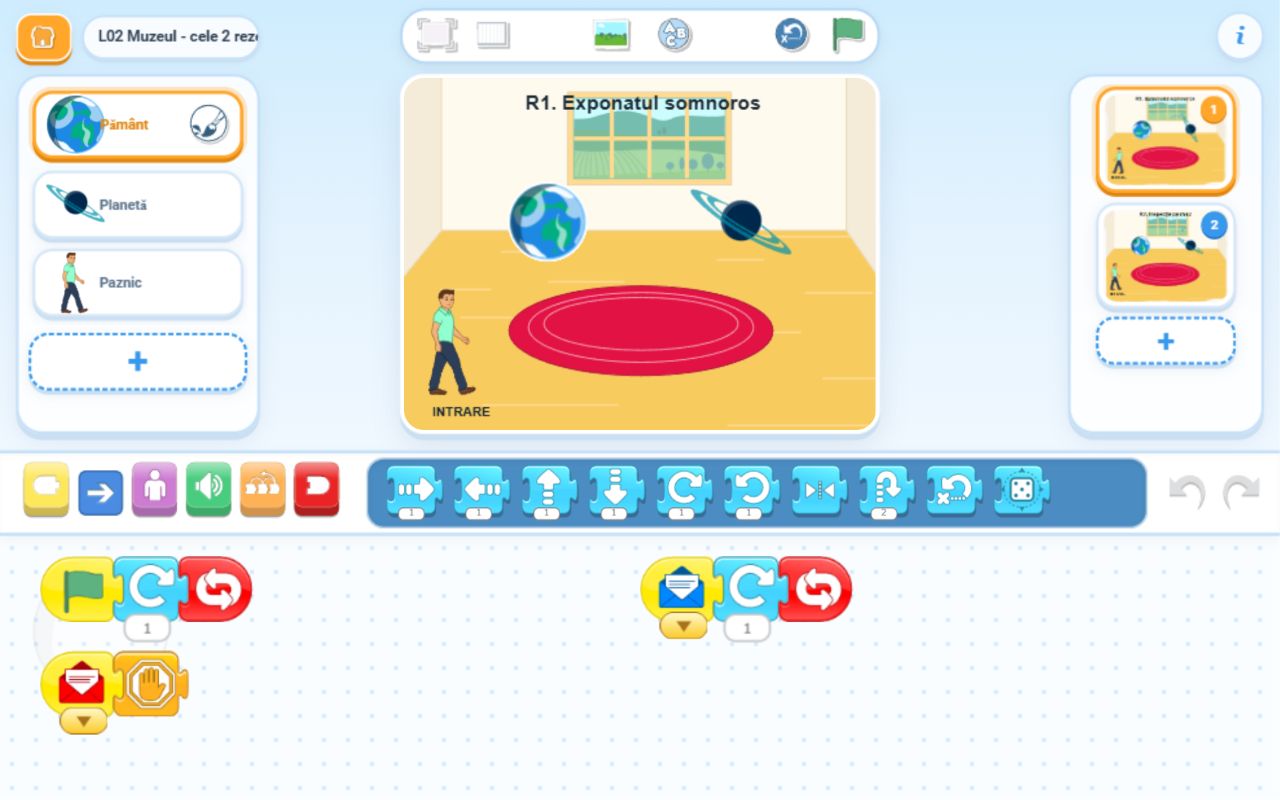 L02 Muzeul - cele 2 rez
A
B
C
x
i
Pământ
Planetă
Paznic
+
R1. Exponatul somnoros
INTRARE
1
2
+
1
1
1
1
1
1
2
x
1
1